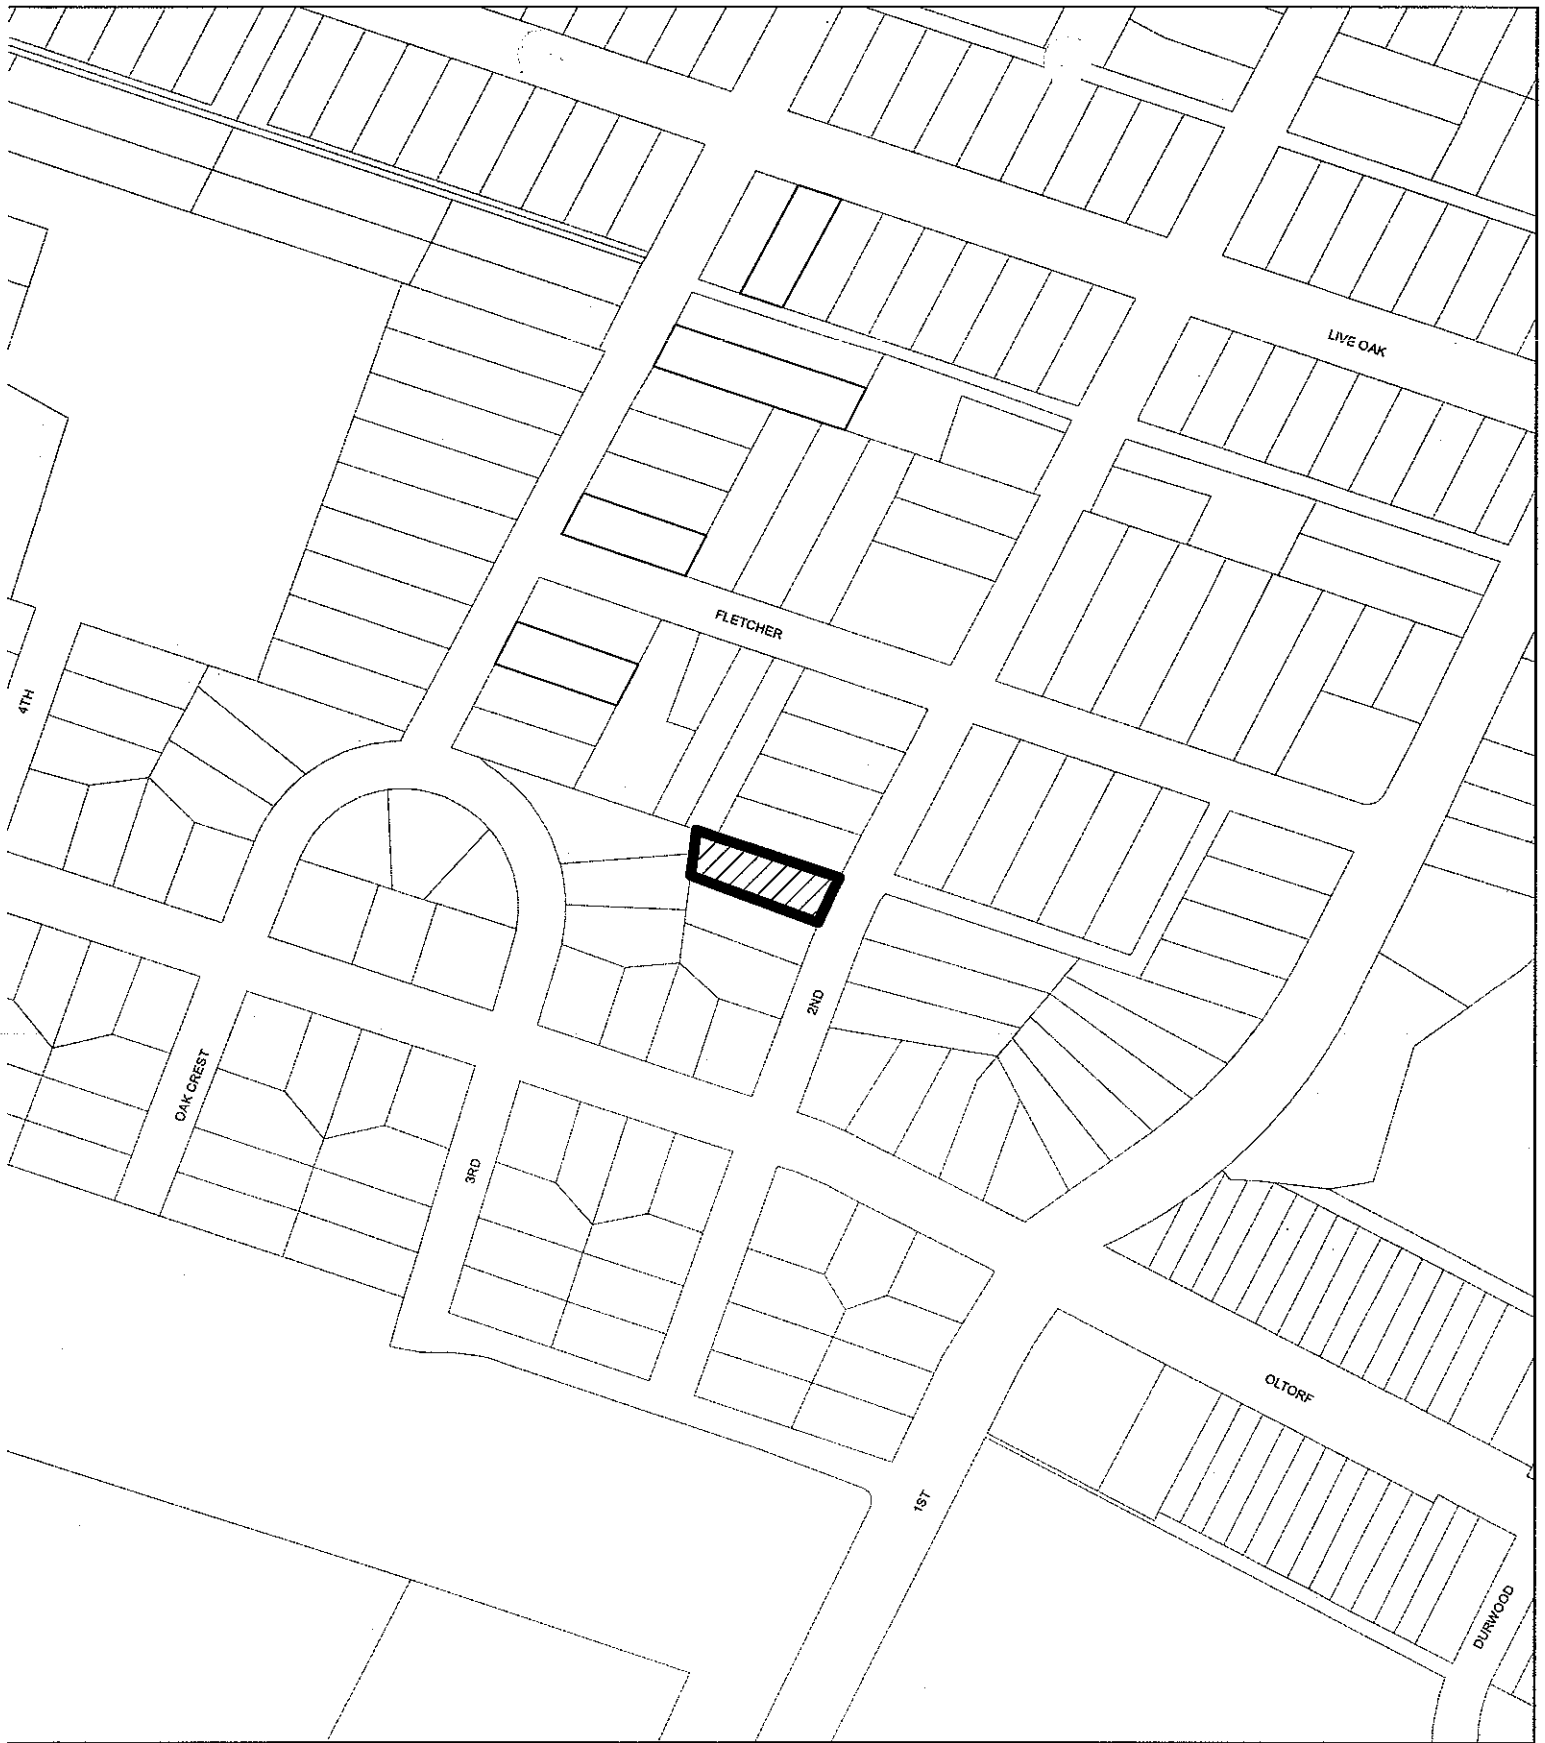 LIVE OAK
FLETCHER
4TH
2ND
OAK CREST
3RD
OLTORF
1ST
DURWOOD